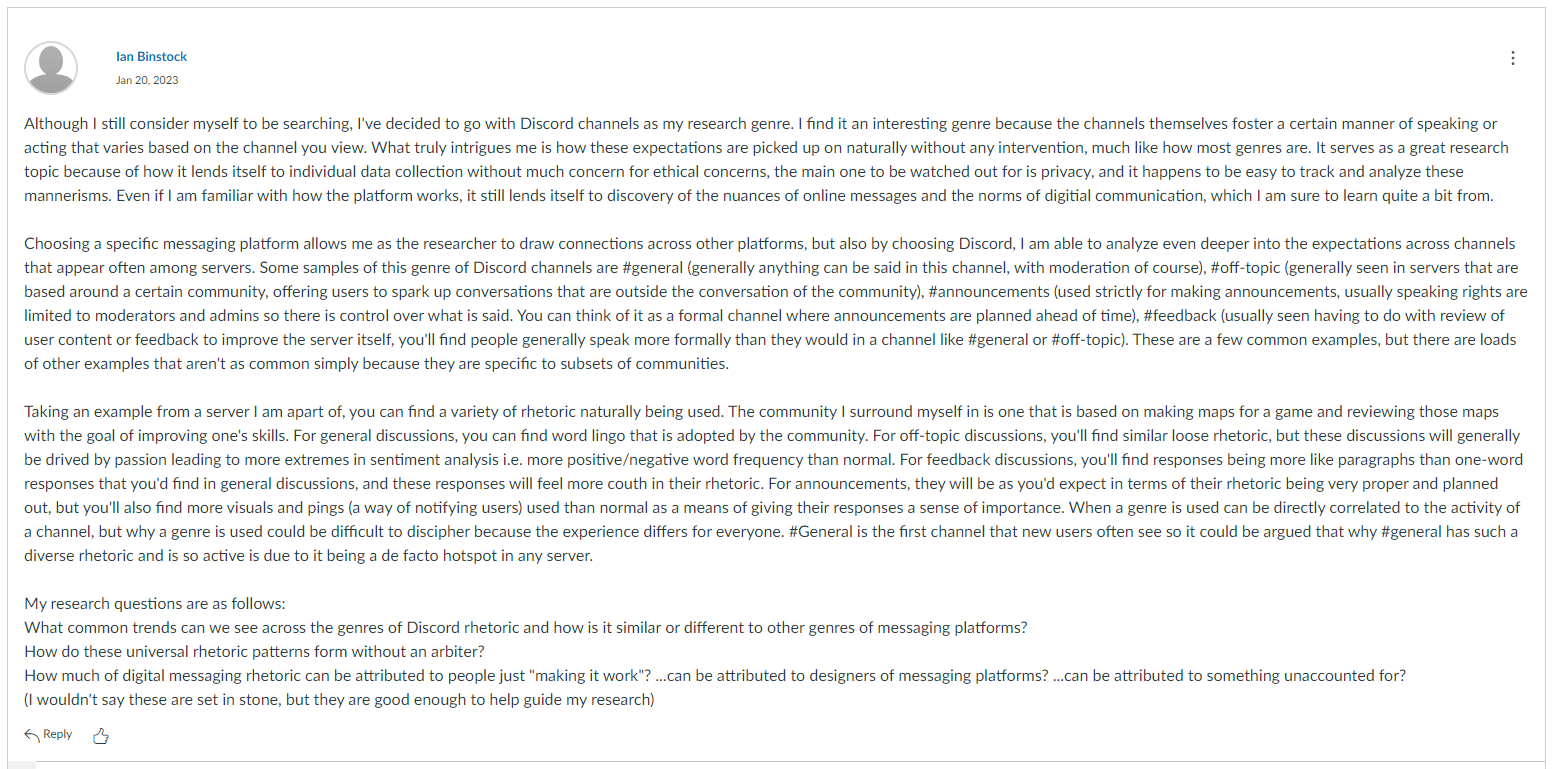 Ian Binstock
Jan 20, 2023
Although I still consider myself to be searching, I've decided to go with Discord channels as my research genre. I find it an interesting genre because the channels themselves foster a certain manner of speaking or
acting that varies based on the channel you view. What truly intrigues me is how these expectations are picked up on naturally without any intervention, much like how most genres are. It serves as a great research
topic because of how it lends itself to individual data collection without much concern for ethical concerns, the main one to be watched out for is privacy, and it happens to be easy to track and analyze these
mannerisms. Even if I am familiar with how the platform works, it still lends itself to discovery of the nuances of online messages and the norms of digitial communication, which I am sure to learn quite a bit from.
Choosing a specific messaging platform allows me as the researcher to draw connections across other platforms, but also by choosing Discord, I am able to analyze even deeper into the expectations across channels
that appear often among servers. Some samples of this genre of Discord channels are #general (generally anything can be said in this channel, with moderation of course), #off-topic (generally seen in servers that are
based around a certain community, offering users to spark up conversations that are outside the conversation of the community), #announcements (used strictly for making announcements, usually speaking rights are
limited to moderators and admins so there is control over what is said. You can think of it as a formal channel where announcements are planned ahead of time), #feedback (usually seen having to do with review of
user content or feedback to improve the server itself, you'll find people generally speak more formally than they would in a channel like #general or #off-topic). These are a few common examples, but there are loads
of other examples that aren't as common simply because they are specific to subsets of communities.
Taking an example from a server I am apart of, you can find a variety of rhetoric naturally being used. The community I surround myself in is one that is based on making maps for a game and reviewing those maps
with the goal of improving one's skills. For general discussions, you can find word lingo that is adopted by the community. For off-topic discussions, you'll find similar loose rhetoric, but these discussions will generally
be drived by passion leading to more extremes in sentiment analysis i.e. more positive/negative word frequency than normal. For feedback discussions, you'll find responses being more like paragraphs than one-word
responses that you'd find in general discussions, and these responses will feel more couth in their rhetoric. For announcements, they will be as you'd expect in terms of their rhetoric being very proper and planned
out, but you'll also find more visuals and pings (a way of notifying users) used than normal as a means of giving their responses a sense of importance. When a genre is used can be directly correlated to the activity of
a channel, but why a genre is used could be difficult to discipher because the experience differs for everyone. #General is the first channel that new users often see so it could be argued that why #general has such a
diverse rhetoric and is so active is due to it being a de facto hotspot in any server.
My research questions are as follows:
What common trends can we see across the genres of Discord rhetoric and how is it similar or different to other genres of messaging platforms?
How do these universal rhetoric patterns form without an arbiter?
How much of digital messaging rhetoric can be attributed to people just "making it work"? ...can be attributed to designers of messaging platforms? ...can be attributed to something unaccounted for?
(I wouldn't say these are set in stone, but they are good enough to help guide my research)
Reply